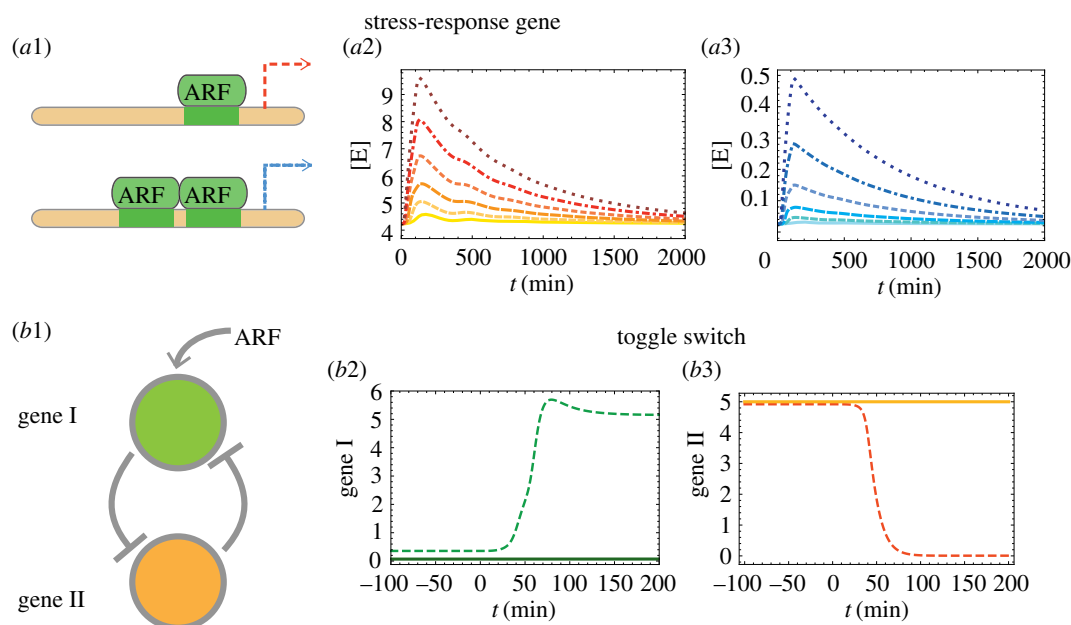 stress-response gene
(a1)
ARF
ARF ARF
(a2)
[E]
9
8
7
6
5
4
0 500 1000 1500 2000
t (min)
(a3)
[E]
0.5
0.4
0.3
0.2
0.1
0 500 1000 1500 2000
t (min)
toggle switch
(b1)
ARF
gene I
gene II
(b2)
gene I
6
5
4
3
2
1
0
−100 −50 0 50 100 150 200
t (min)
(b3)
gene II
5
4
3
2
1
0
−100 −50 0 50 100 150 200
t (min)